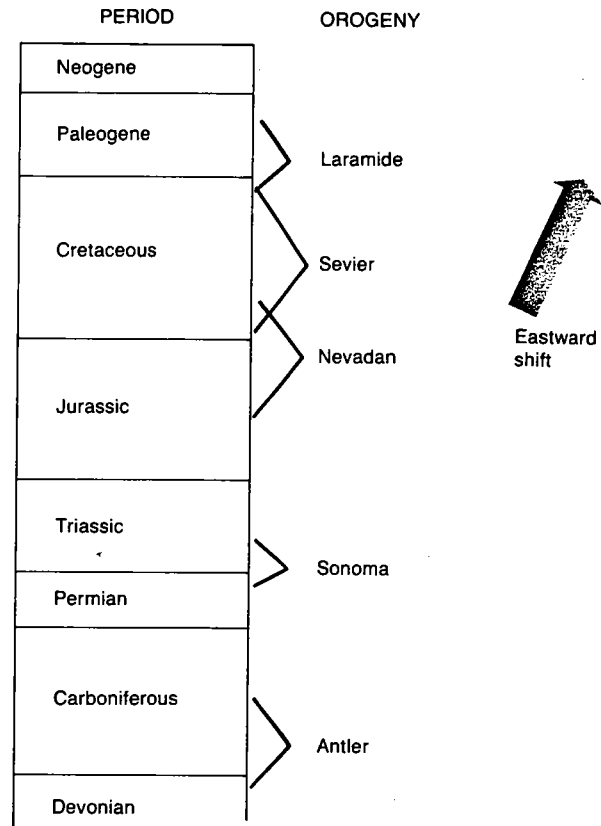 PERIOD OROGENY
Neogene
Paleogene
Laramide
Cretaceous
Sevier
Eastward
shift
Nevadan
Jurassic
Triassic
Sonoma
Permian
Carboniferous
Antler
Devonian